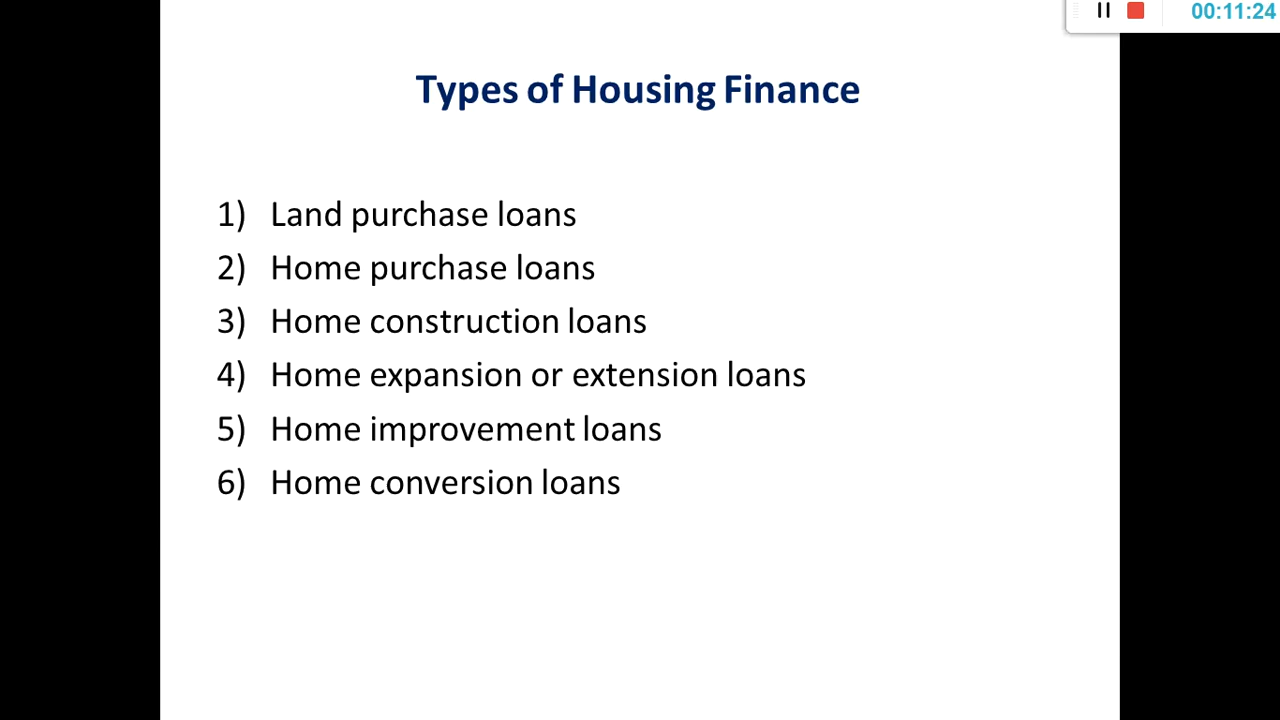 00:11:24
Types of Housing Finance
1) Land purchase loans
2) Home purchase loans
3) Home construction loans
4) Home expansion or extension loans
5) Home improvement loans
6) Home conversion loans